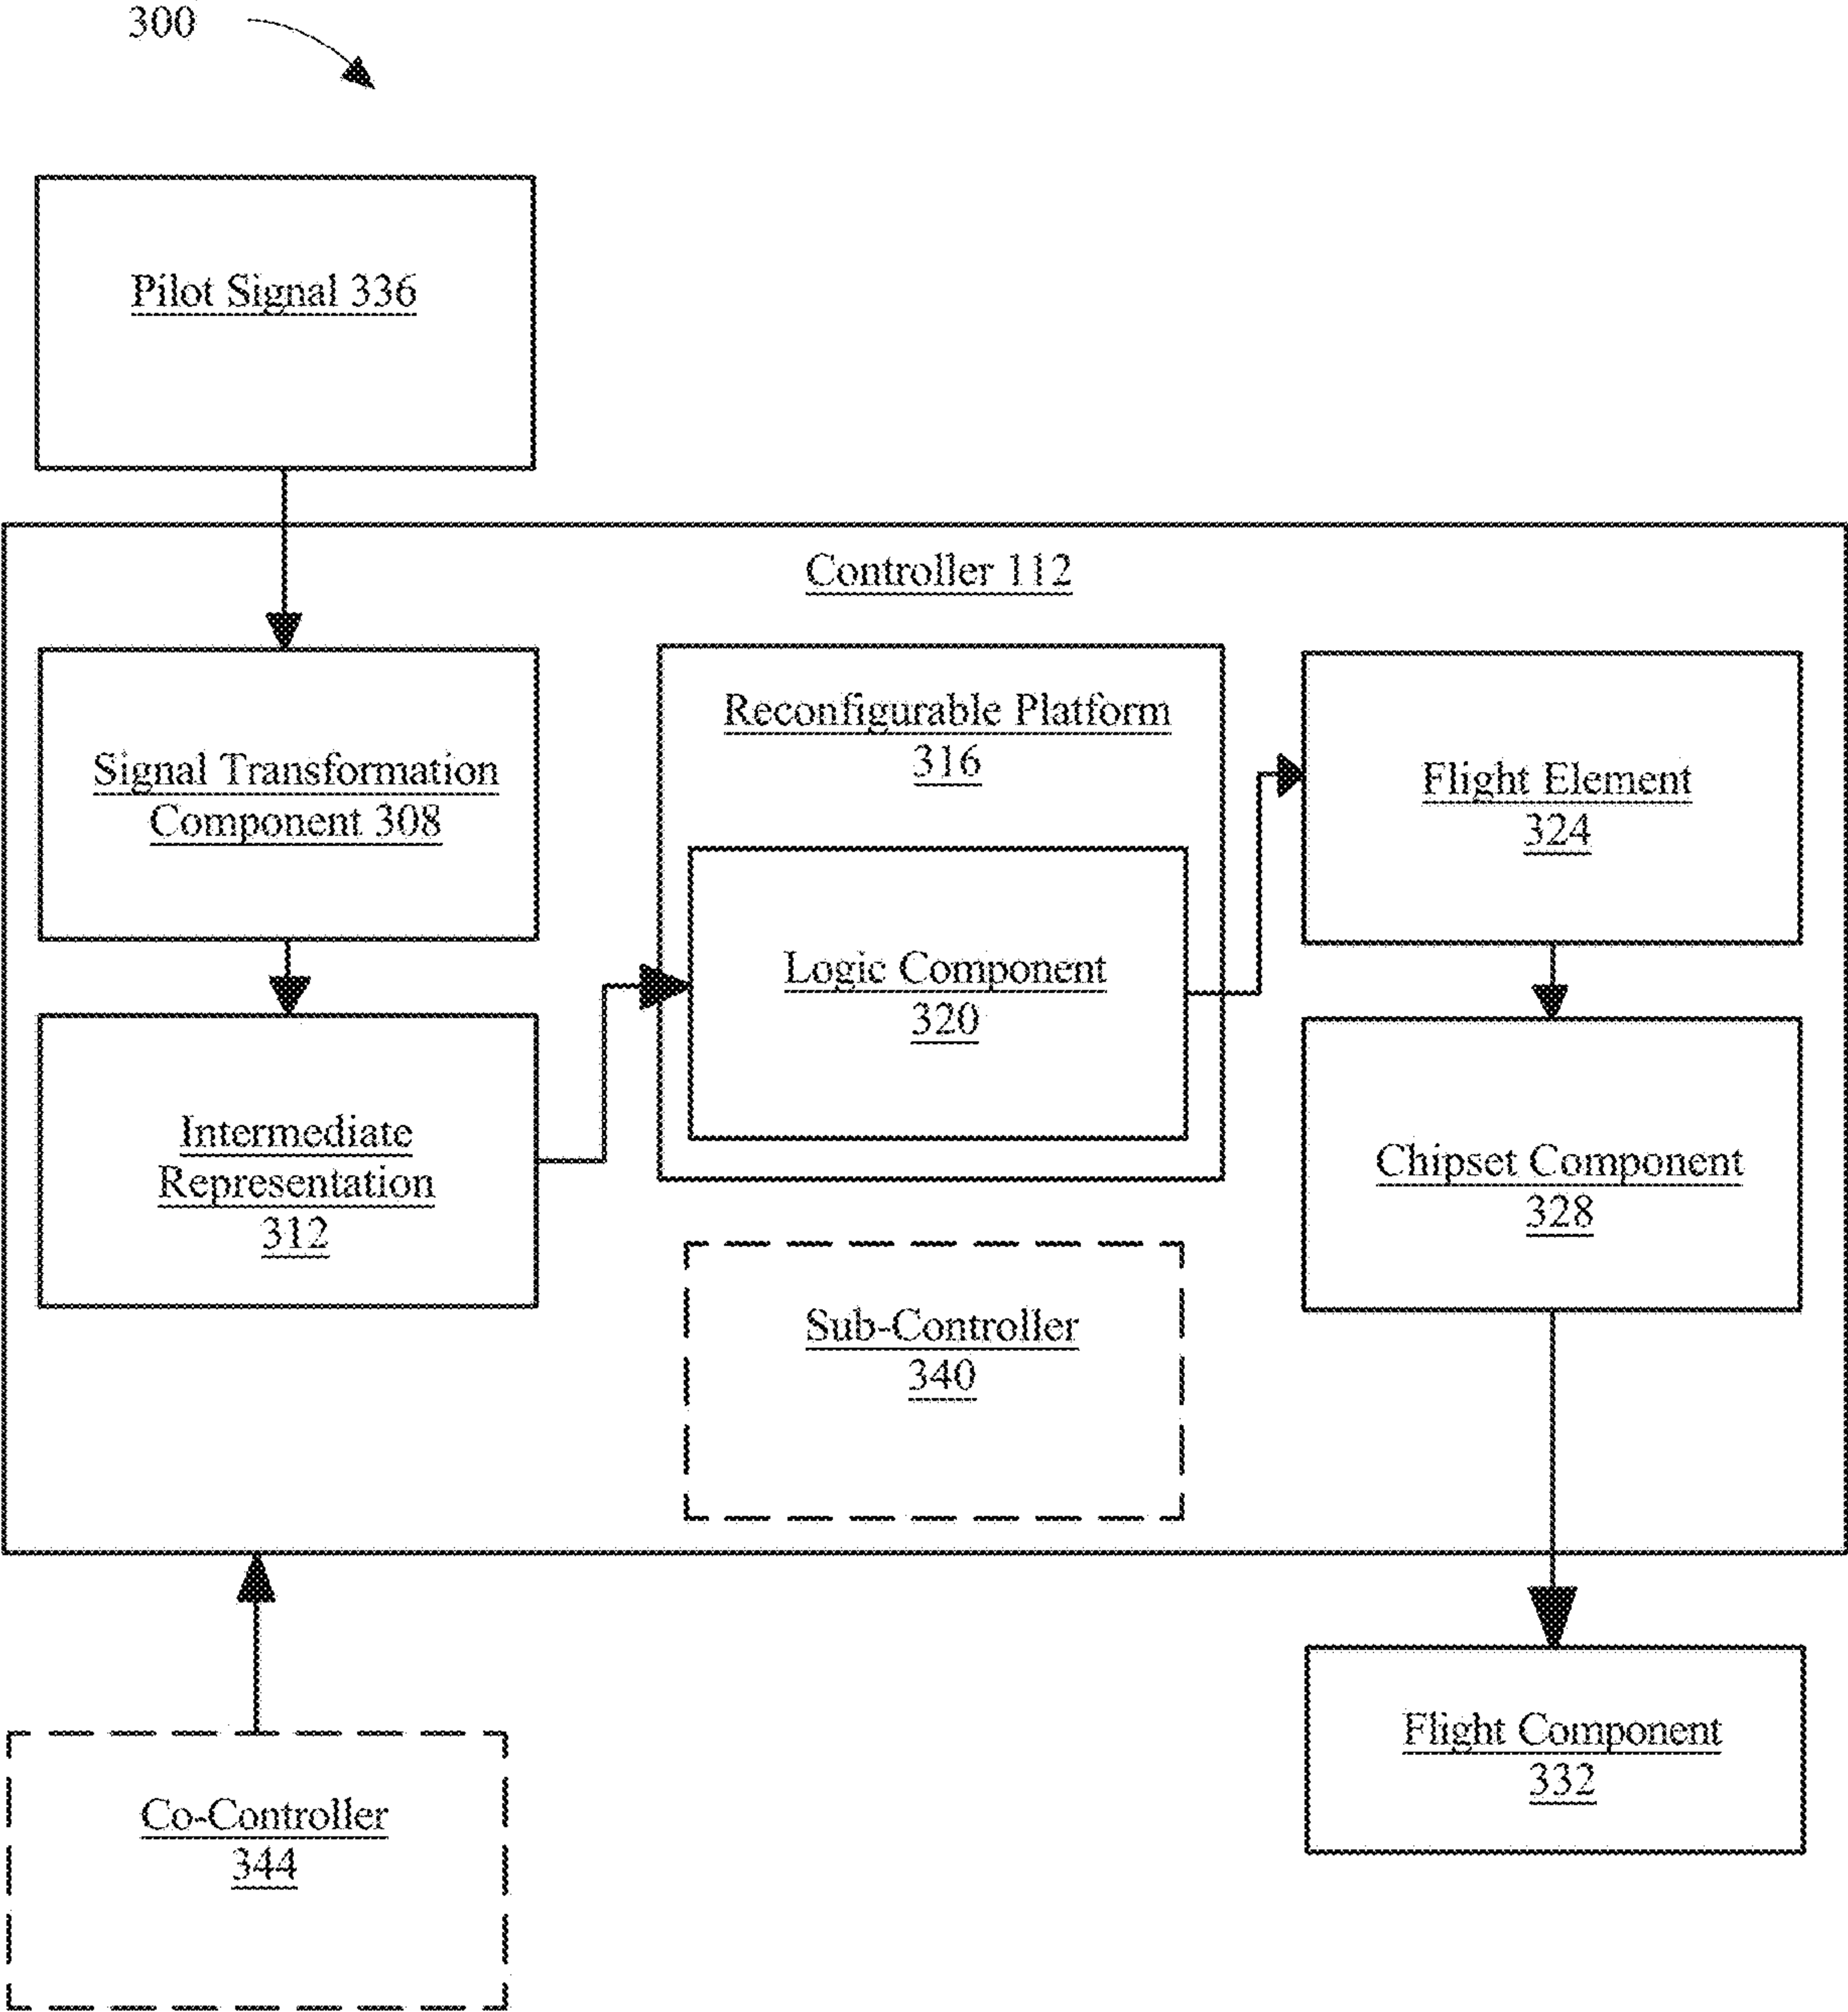 300
Pilot Signal 336
Controller 112
Signal Transformation
Component 308
Intermediate
Representation
312
Reconfigurable Platform
316
Logic Component
320
Sub-Controller
340
Flight Element
324
Chipset Component
328
Co-Controller
344
Flight Component
332